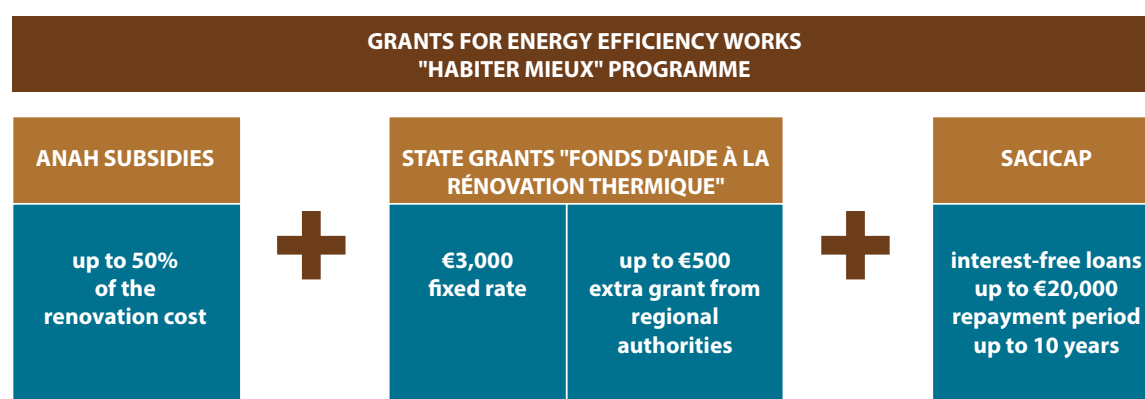 GRANTS FOR ENERGY EFFICIENCY WORKS
"HABITER MIEUX" PROGRAMME
ANAH SUBSIDIES
up to 50%
of the
renovation cost
STATE GRANTS "FONDS D'AIDE À LA
RÉNOVATION THERMIQUE"
€3,000
fixed rate
up to €500
extra grant from
regional
authorities
SACICAP
interest-free loans
up to €20,000
repayment period
up to 10 years